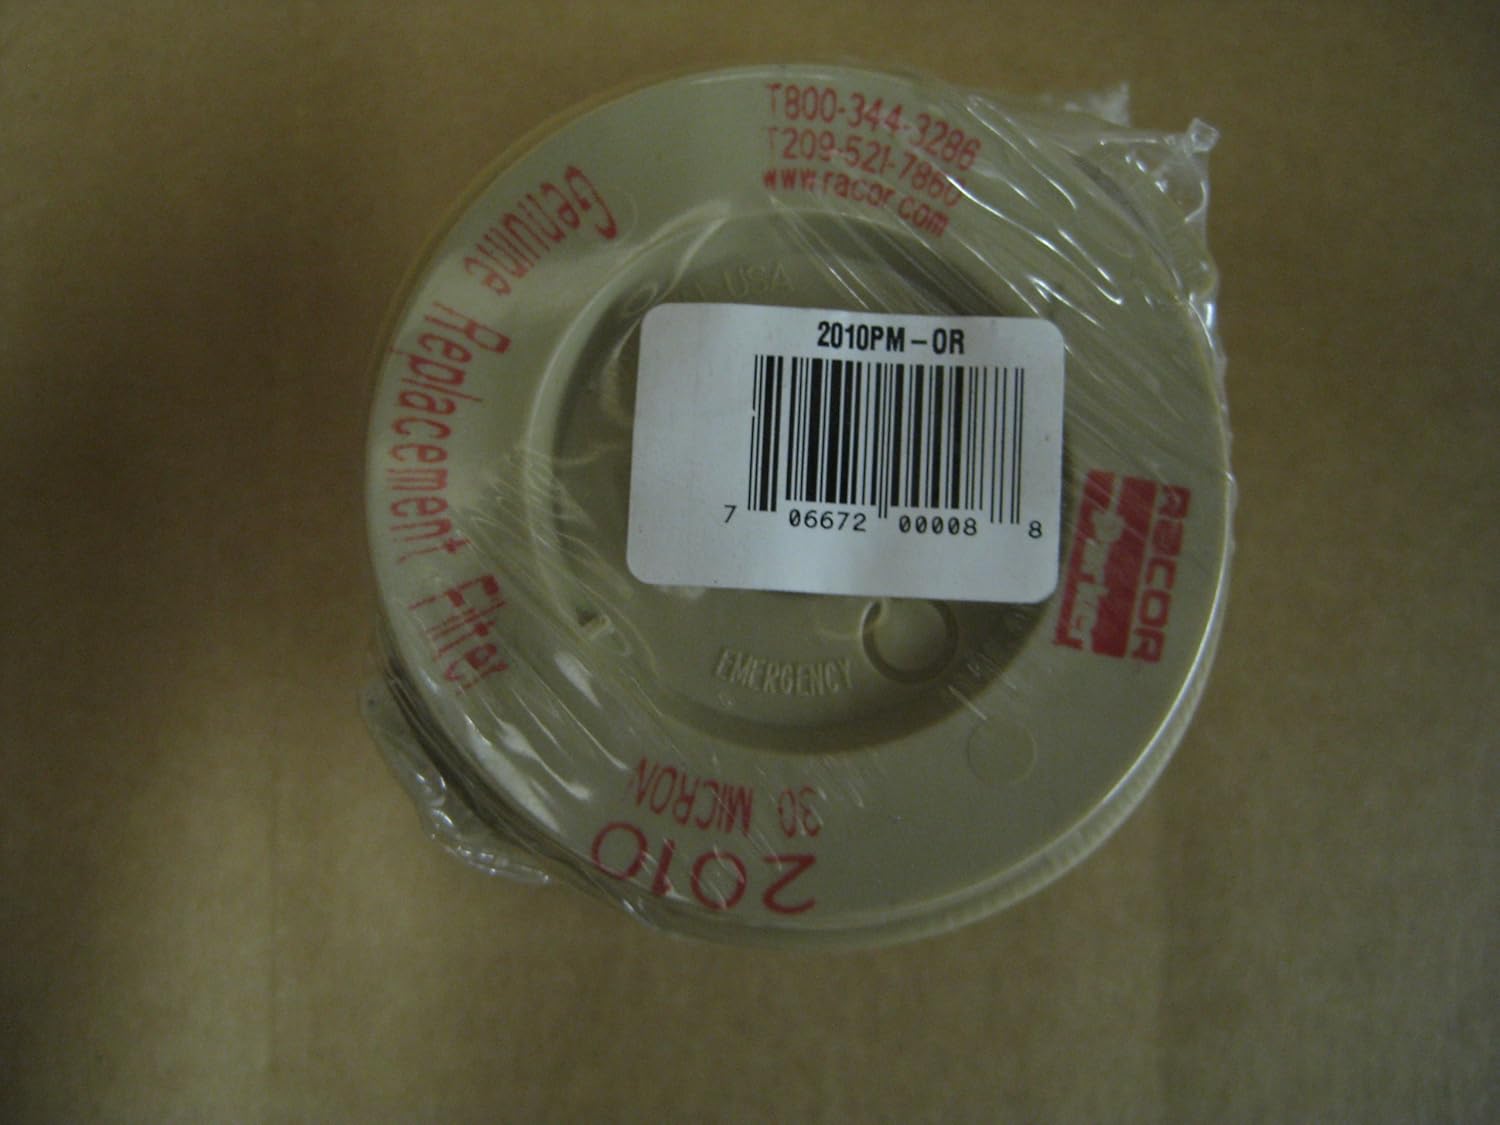 T800-344-3286
T209-521-7860
www.racor.com
Genuine Replacement Filter
USA
2010PM-OR
7 06672 00008 8
RACOR
EMERGENCY
30 MICRON
2010